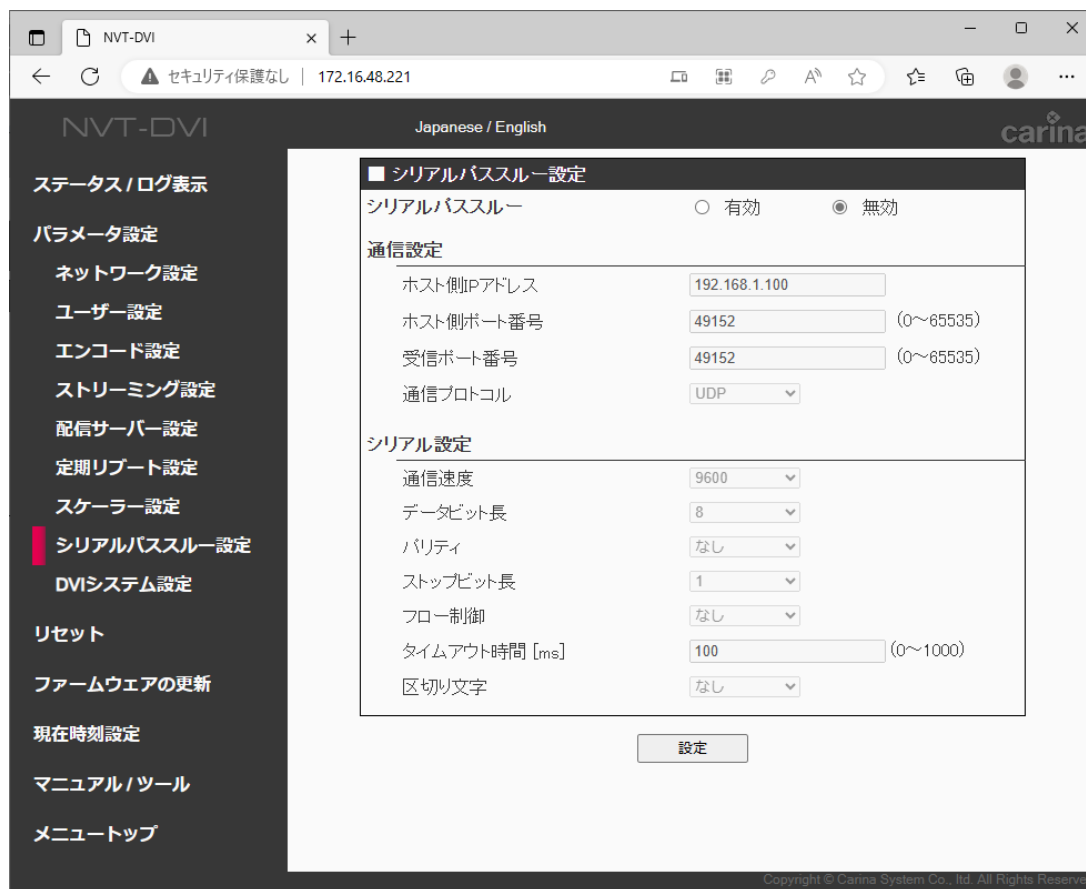 NVT-DVI
セキュリティ保護なし 172.16.48.221
NVT-DVI
Japanese / English
carina
ステータス / ログ表示
パラメータ設定
ネットワーク設定
ユーザー設定
エンコード設定
ストリーミング設定
配信サーバー設定
定期リブート設定
スケーラー設定
シリアルパススルー設定
DVIシステム設定
リセット
ファームウェアの更新
現在時刻設定
マニュアル / ツール
メニュートップ
■ シリアルパススルー設定
シリアルパススルー 有効 無効
通信設定
ホスト側IPアドレス 192.168.1.100
ホスト側ポート番号 49152 (0～65535)
受信ポート番号 49152 (0～65535)
通信プロトコル UDP
シリアル設定
通信速度 9600
データビット長 8
パリティ なし
ストップビット長 1
フロー制御 なし
タイムアウト時間 [ms] 100 (0～1000)
区切り文字 なし
設定
Copyright © Carina System Co., ltd. All Rights Reserve